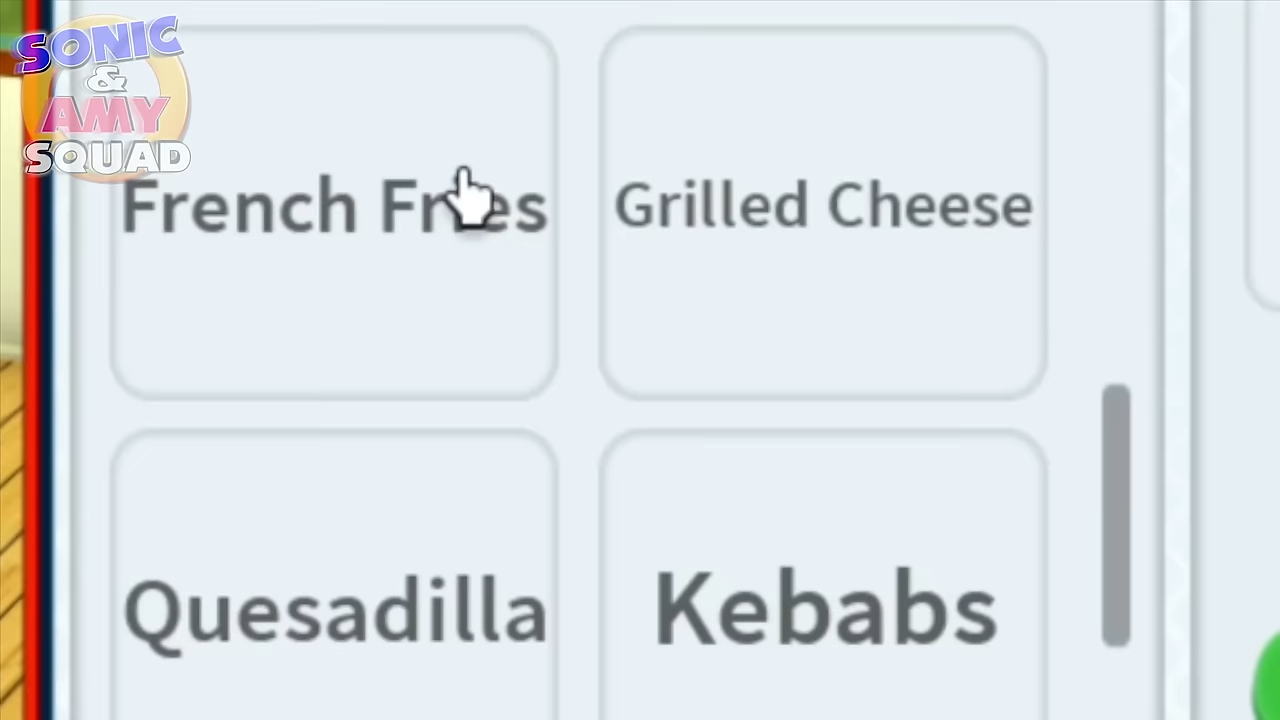 SONIC
&
AMY
SQUAD
French Fries
Grilled Cheese
Quesadilla
Kebabs